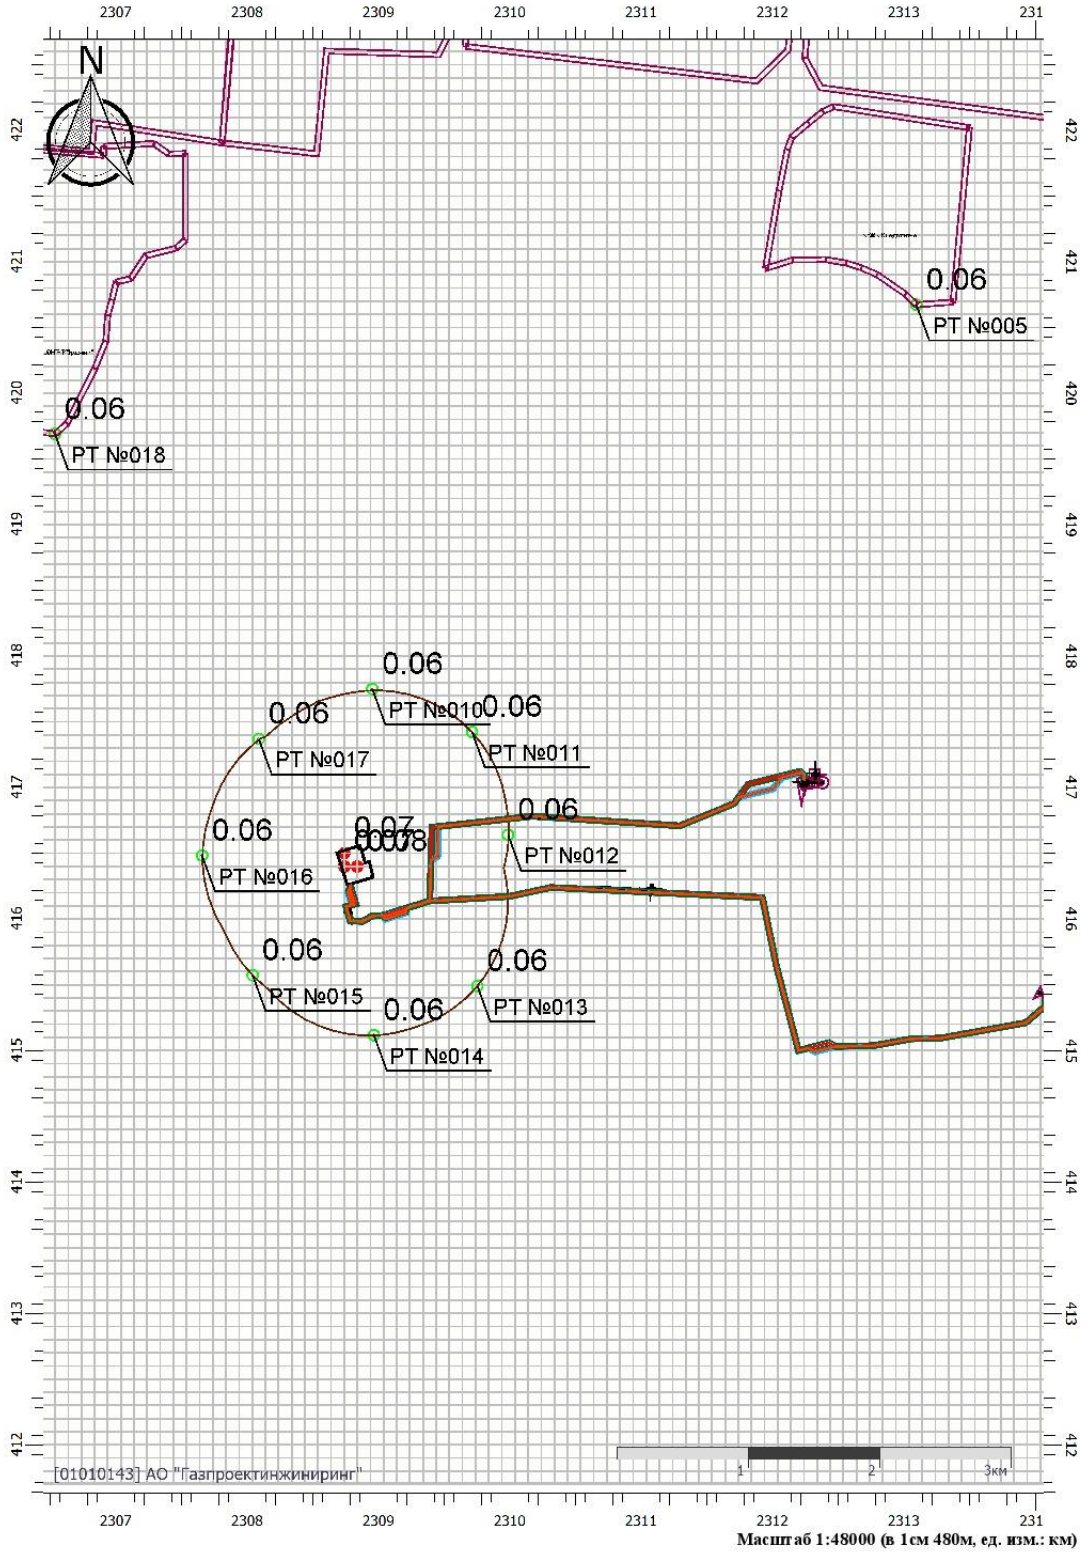 2307 2308 2309 2310 2311 2312 2313 231
N
422 422
421 421
0.06
РТ №005
420 420
0.06
РТ №018
419 419
418 418
0.06
РТ №010
0.06
РТ №011
0.06
РТ №017
417 417
0.06
РТ №012
0.07
0.06
РТ №016
416 416
0.06
РТ №015
0.06
РТ №013
0.06
РТ №014
415 415
414 414
413 413
412 412
1 2 3км
[01010143] АО "Газпроектинжиниринг"
2307 2308 2309 2310 2311 2312 2313 231
Масштаб 1:48000 (в 1см 480м, ед. изм.: км)